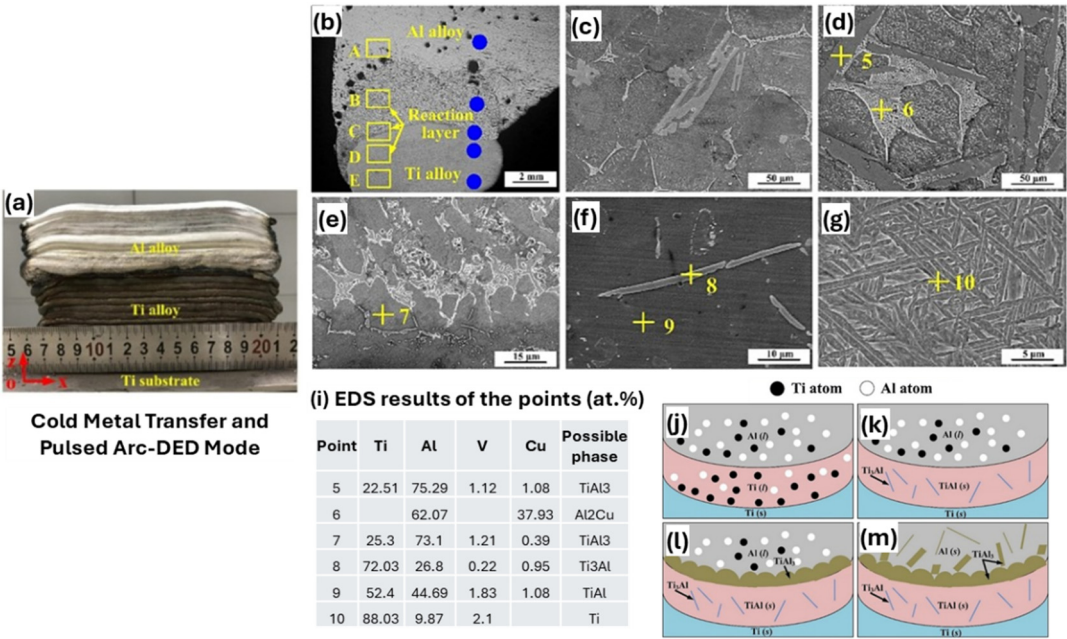 (a)
Al alloy
Ti alloy
5 6 7 8 9 101 1 2 3 4 5 6 7 8 9 201 1 2
Z
O
X
Ti substrate
Cold Metal Transfer and
Pulsed Arc-DED Mode
(b)
Al alloy
A
B
Reaction
layer
C
D
E
Ti alloy
2 mm
(c)
50 μm
(d)
5
6
50 μm
(e)
7
15 μm
(f)
8
9
10 μm
(g)
10
5 μm
(i) EDS results of the points (at.%)
Point Ti Al V Cu Possible phase
5 22.51 75.29 1.12 1.08 TiAl3
6 62.07 37.93 Al2Cu
7 25.3 73.1 1.21 0.39 TiAl3
8 72.03 26.8 0.22 0.95 Ti3Al
9 52.4 44.69 1.83 1.08 TiAl
10 88.03 9.87 2.1 Ti
Ti atom Al atom
(j)
Al (l)
Ti (l)
Ti (s)
(k)
Al (l)
Ti3Al
TiAl (s)
Ti (s)
(l)
Al (l)
TiAl3
Ti3Al
TiAl (s)
Ti (s)
(m)
Al (s)
TiAl3
Ti3Al
TiAl (s)
Ti (s)